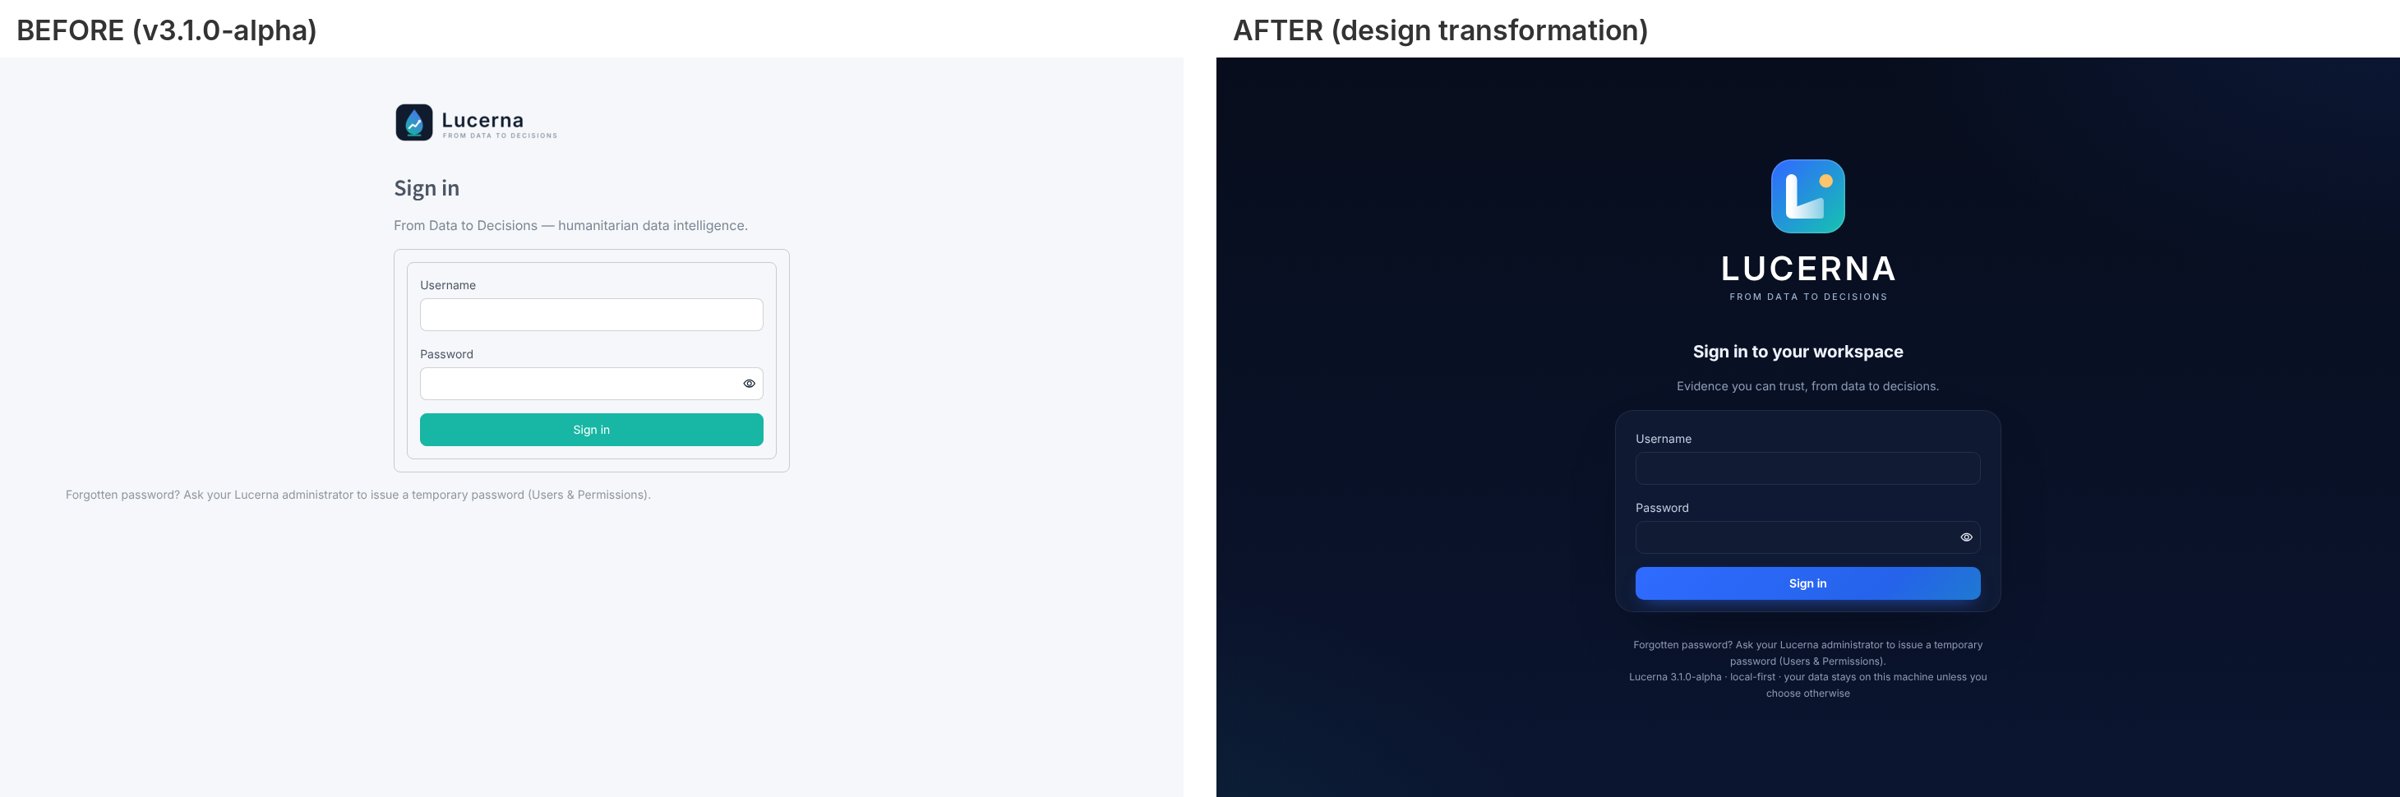 BEFORE (v3.1.0-alpha)
Lucerna
FROM DATA TO DECISIONS
Sign in
From Data to Decisions — humanitarian data intelligence.
Username
Password
Sign in
Forgotten password? Ask your Lucerna administrator to issue a temporary password (Users & Permissions).
AFTER (design transformation)
LUCERNA
FROM DATA TO DECISIONS
Sign in to your workspace
Evidence you can trust, from data to decisions.
Username
Password
Sign in
Forgotten password? Ask your Lucerna administrator to issue a temporary
password (Users & Permissions).
Lucerna 3.1.0-alpha · local-first · your data stays on this machine unless you
choose otherwise